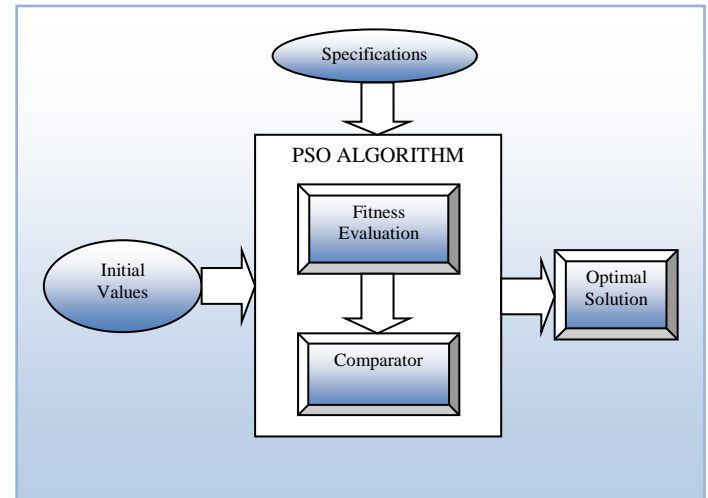 Specifications
PSO ALGORITHM
Fitness
Evaluation
Initial
Values
Optimal
Solution
Comparator